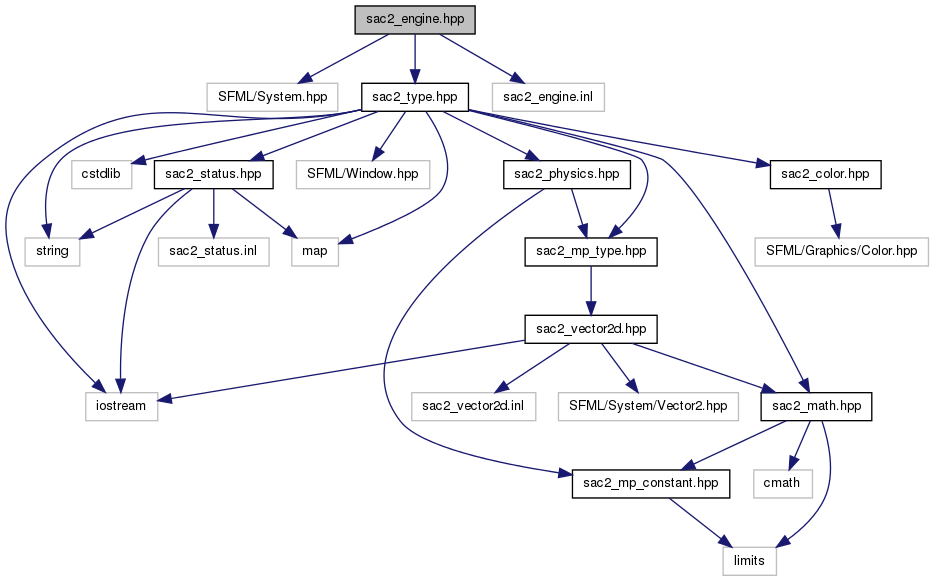 sac2_engine.hpp
SFML/System.hpp
sac2_type.hpp
sac2_engine.inl
cstdlib
sac2_status.hpp
SFML/Window.hpp
sac2_physics.hpp
sac2_color.hpp
string
sac2_status.inl
map
sac2_mp_type.hpp
SFML/Graphics/Color.hpp
sac2_vector2d.hpp
iostream
sac2_vector2d.inl
SFML/System/Vector2.hpp
sac2_math.hpp
sac2_mp_constant.hpp
cmath
limits